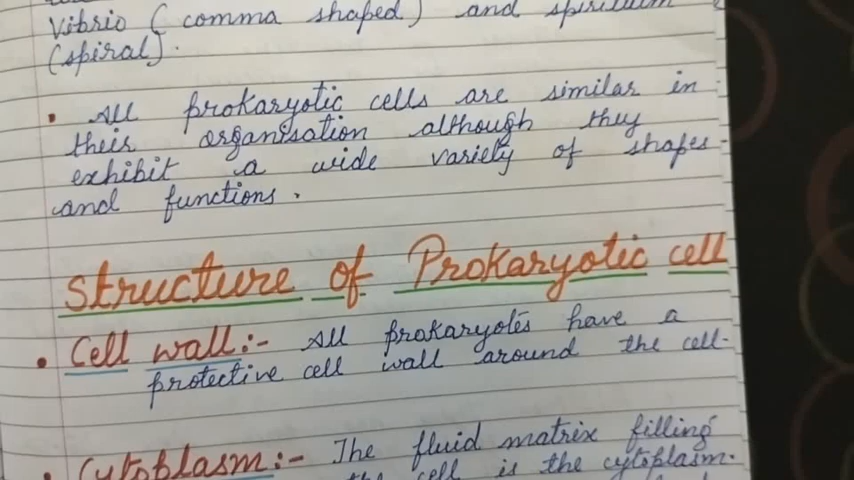 Vibrio (comma shaped) and spirillum
(spiral).
• All prokaryotic cells are similar in
their organisation although they
exhibit a wide variety of shapes
and functions.
Structure of Prokaryotic cell
• Cell wall:- All prokaryotes have a
protective cell wall around the cell.
• Cytoplasm:- The fluid matrix filling
the cell is the cytoplasm.